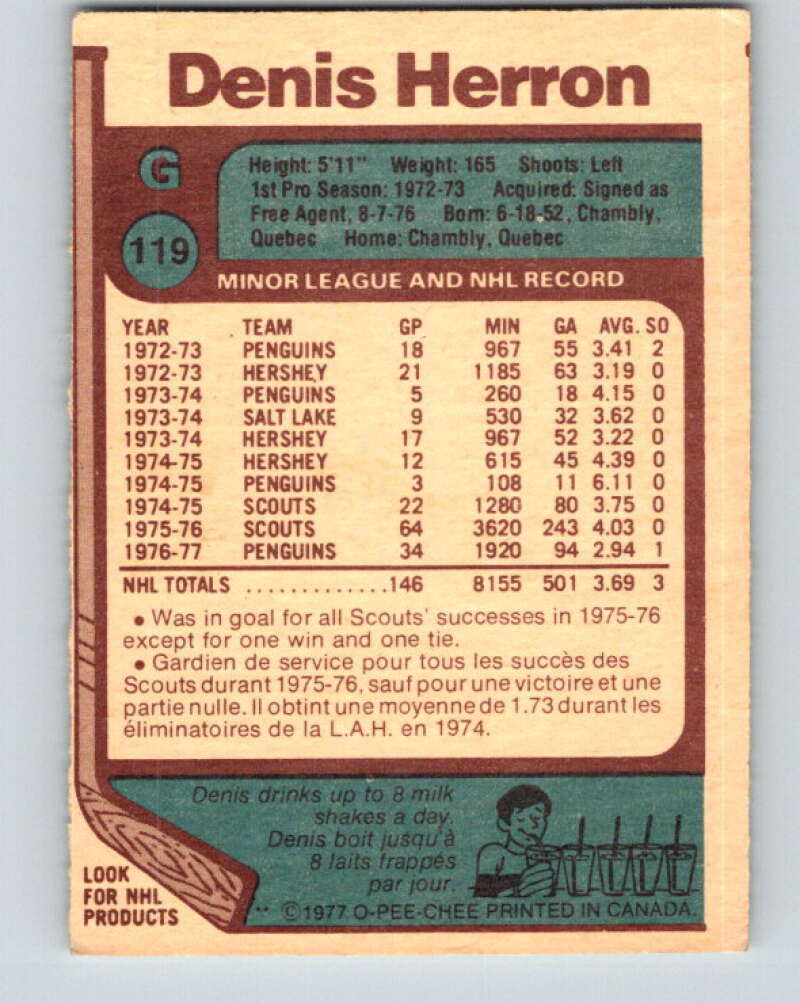 Denis Herron
G
Height: 5'11" Weight: 165 Shoots: Left
1st Pro Season: 1972-73 Acquired: Signed as
Free Agent, 8-7-76 Born: 6-18-52, Chambly,
Quebec Home: Chambly, Quebec
119
MINOR LEAGUE AND NHL RECORD
YEAR TEAM GP MIN GA AVG. SO
1972-73 PENGUINS 18 967 55 3.41 2
1972-73 HERSHEY 21 1185 63 3.19 0
1973-74 PENGUINS 5 260 18 4.15 0
1973-74 SALT LAKE 9 530 32 3.62 0
1973-74 HERSHEY 17 967 52 3.22 0
1974-75 HERSHEY 12 615 45 4.39 0
1974-75 PENGUINS 3 108 11 6.11 0
1974-75 SCOUTS 22 1280 80 3.75 0
1975-76 SCOUTS 64 3620 243 4.03 0
1976-77 PENGUINS 34 1920 94 2.94 1
NHL TOTALS .............146 8155 501 3.69 3
• Was in goal for all Scouts' successes in 1975-76
except for one win and one tie.
• Gardien de service pour tous les succès des
Scouts durant 1975-76, sauf pour une victoire et une
partie nulle. Il obtint une moyenne de 1.73 durant les
éliminatoires de la L.A.H. en 1974.
Denis drinks up to 8 milk
shakes a day.
Denis boit jusqu'à
8 laits frappés
par jour.
LOOK
FOR NHL
PRODUCTS
** ©1977 O-PEE-CHEE PRINTED IN CANADA.